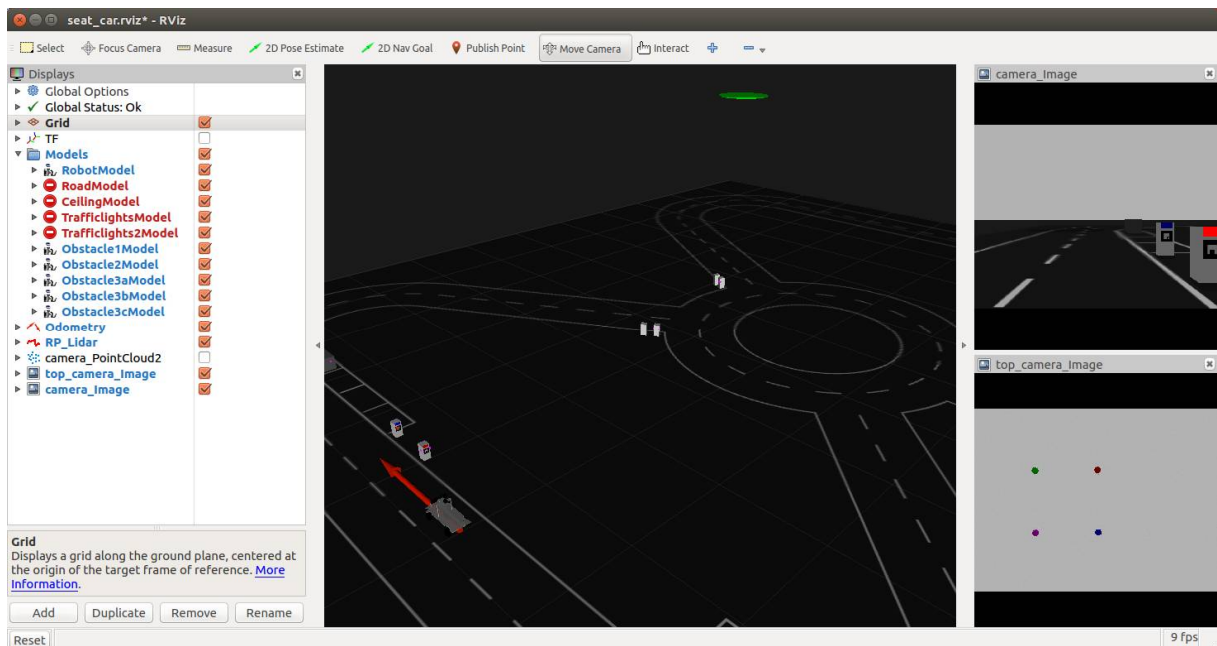 seat_car.rviz* - RViz
Select Focus Camera Measure 2D Pose Estimate 2D Nav Goal Publish Point Move Camera Interact
Displays
Global Options
Global Status: Ok
Grid
TF
Models
RobotModel
RoadModel
CeilingModel
TrafficlightsModel
Trafficlights2Model
Obstacle1Model
Obstacle2Model
Obstacle3aModel
Obstacle3bModel
Obstacle3cModel
Odometry
RP_Lidar
camera_PointCloud2
top_camera_Image
camera_Image
Grid
Displays a grid along the ground plane, centered at
the origin of the target frame of reference. More
Information.
Add Duplicate Remove Rename
Reset
camera_Image
top_camera_Image
9 fps